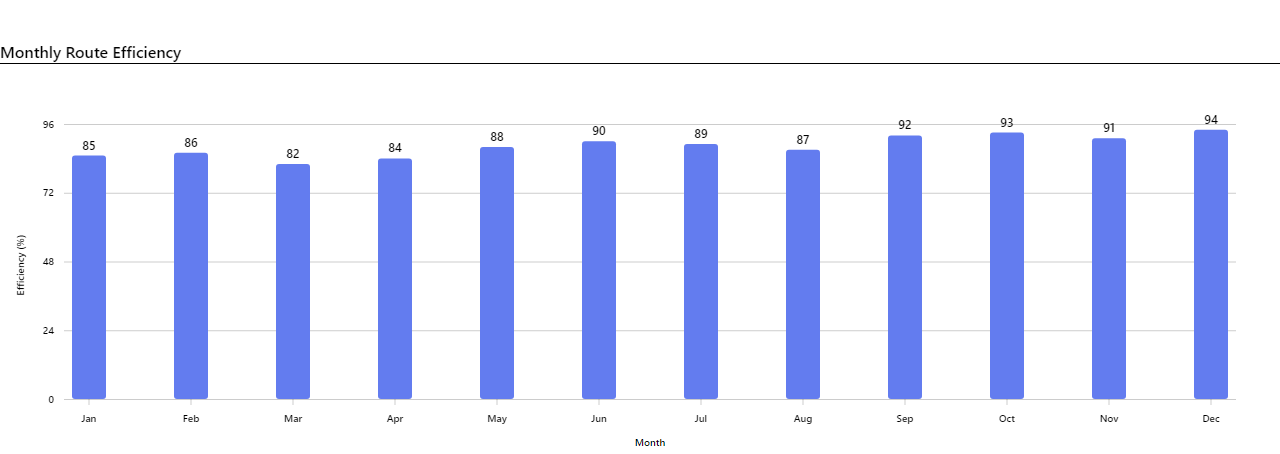 Monthly Route Efficiency
96
72
48
24
0
Efficiency (%)
85 86 82 84 88 90 89 87 92 93 91 94
Jan Feb Mar Apr May Jun Jul Aug Sep Oct Nov Dec
Month